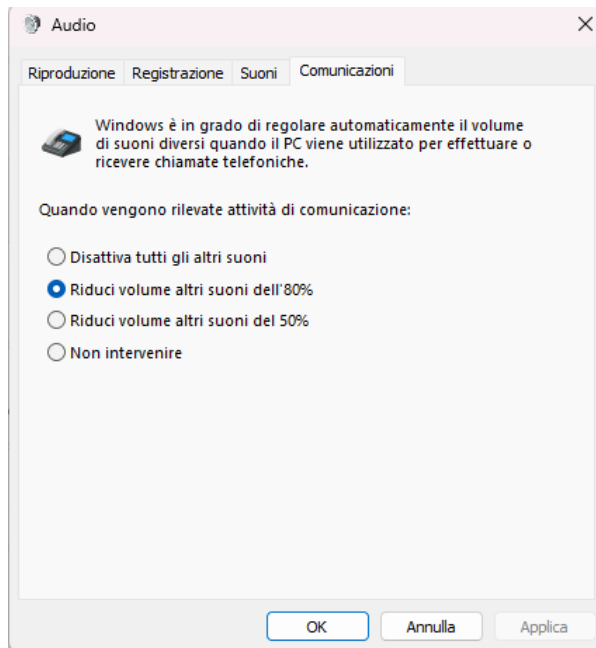 Audio
Riproduzione Registrazione Suoni Comunicazioni
Windows è in grado di regolare automaticamente il volume
di suoni diversi quando il PC viene utilizzato per effettuare o
ricevere chiamate telefoniche.
Quando vengono rilevate attività di comunicazione:
Disattiva tutti gli altri suoni
Riduci volume altri suoni dell'80%
Riduci volume altri suoni del 50%
Non intervenire
OK Annulla Applica